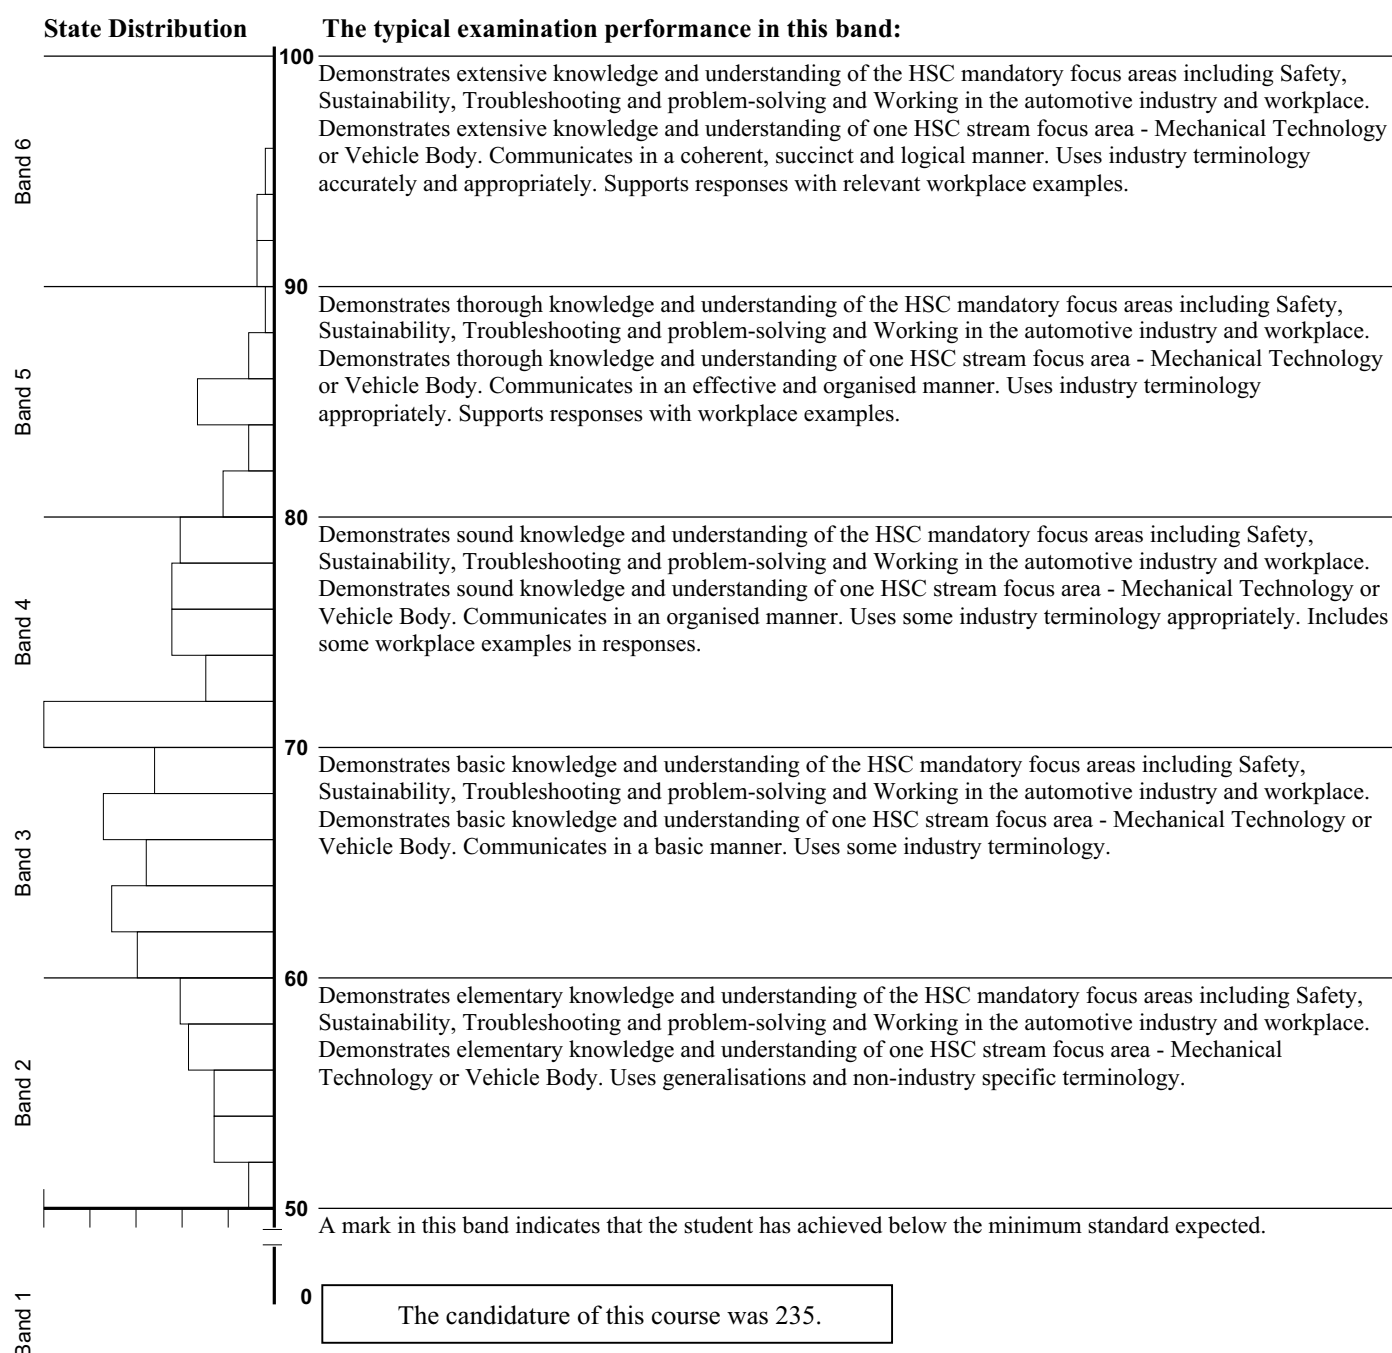 State Distribution
The typical examination performance in this band:
100
Band 6
Demonstrates extensive knowledge and understanding of the HSC mandatory focus areas including Safety,
Sustainability, Troubleshooting and problem-solving and Working in the automotive industry and workplace.
Demonstrates extensive knowledge and understanding of one HSC stream focus area - Mechanical Technology
or Vehicle Body. Communicates in a coherent, succinct and logical manner. Uses industry terminology
accurately and appropriately. Supports responses with relevant workplace examples.
90
Band 5
Demonstrates thorough knowledge and understanding of the HSC mandatory focus areas including Safety,
Sustainability, Troubleshooting and problem-solving and Working in the automotive industry and workplace.
Demonstrates thorough knowledge and understanding of one HSC stream focus area - Mechanical Technology
or Vehicle Body. Communicates in an effective and organised manner. Uses industry terminology
appropriately. Supports responses with workplace examples.
80
Band 4
Demonstrates sound knowledge and understanding of the HSC mandatory focus areas including Safety,
Sustainability, Troubleshooting and problem-solving and Working in the automotive industry and workplace.
Demonstrates sound knowledge and understanding of one HSC stream focus area - Mechanical Technology or
Vehicle Body. Communicates in an organised manner. Uses some industry terminology appropriately. Includes
some workplace examples in responses.
70
Band 3
Demonstrates basic knowledge and understanding of the HSC mandatory focus areas including Safety,
Sustainability, Troubleshooting and problem-solving and Working in the automotive industry and workplace.
Demonstrates basic knowledge and understanding of one HSC stream focus area - Mechanical Technology or
Vehicle Body. Communicates in a basic manner. Uses some industry terminology.
60
Band 2
Demonstrates elementary knowledge and understanding of the HSC mandatory focus areas including Safety,
Sustainability, Troubleshooting and problem-solving and Working in the automotive industry and workplace.
Demonstrates elementary knowledge and understanding of one HSC stream focus area - Mechanical
Technology or Vehicle Body. Uses generalisations and non-industry specific terminology.
50
A mark in this band indicates that the student has achieved below the minimum standard expected.
Band 1
0
The candidature of this course was 235.